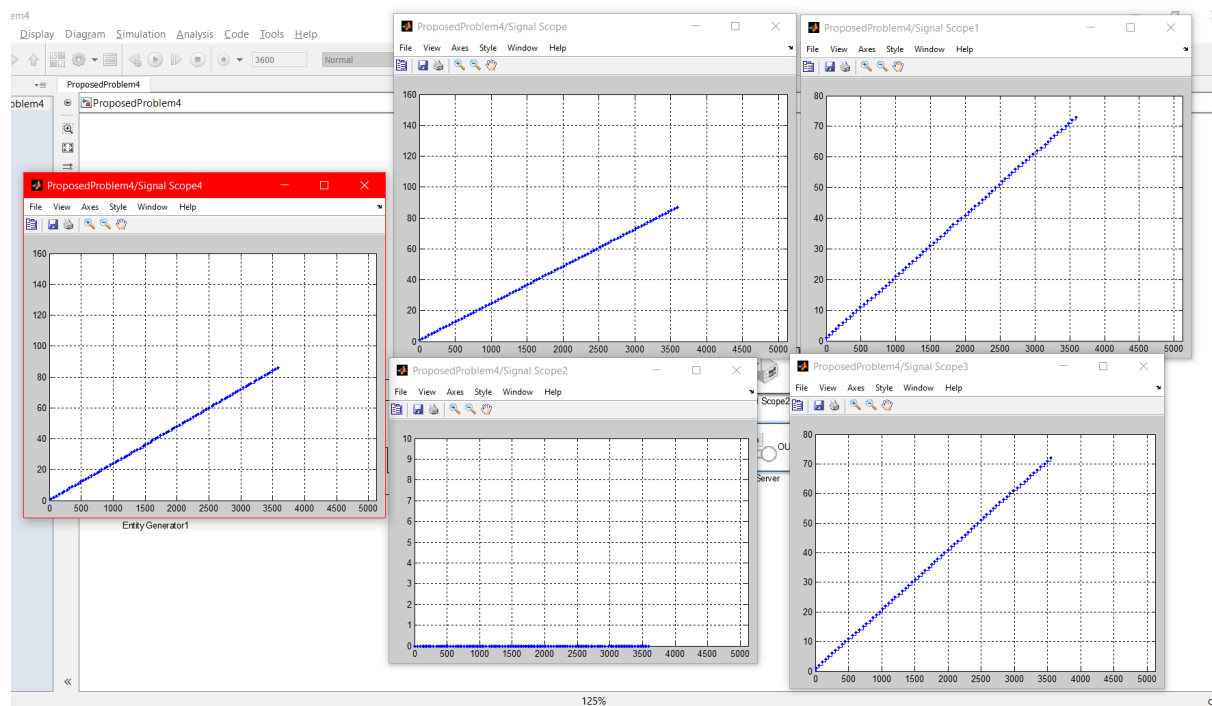 em4
Display Diagram Simulation Analysis Code Tools Help
3600 Normal
ProposedProblem4
oblem4 ProposedProblem4
ProposedProblem4/Signal Scope
File View Axes Style Window Help
160
140
120
100
80
60
40
20
0
0 500 1000 1500 2000 2500 3000 3500 4000 4500 5000
ProposedProblem4/Signal Scope1
File View Axes Style Window Help
80
70
60
50
40
30
20
10
0
0 500 1000 1500 2000 2500 3000 3500 4000 4500 5000
ProposedProblem4/Signal Scope4
File View Axes Style Window Help
160
140
120
100
80
60
40
20
0
0 500 1000 1500 2000 2500 3000 3500 4000 4500 5000
Entity Generator1
ProposedProblem4/Signal Scope2
File View Axes Style Window Help
10
9
8
7
6
5
4
3
2
1
0
0 500 1000 1500 2000 2500 3000 3500 4000 4500 5000
l Scope2
OU
Server
ProposedProblem4/Signal Scope3
File View Axes Style Window Help
80
70
60
50
40
30
20
10
0
0 500 1000 1500 2000 2500 3000 3500 4000 4500 5000
125%